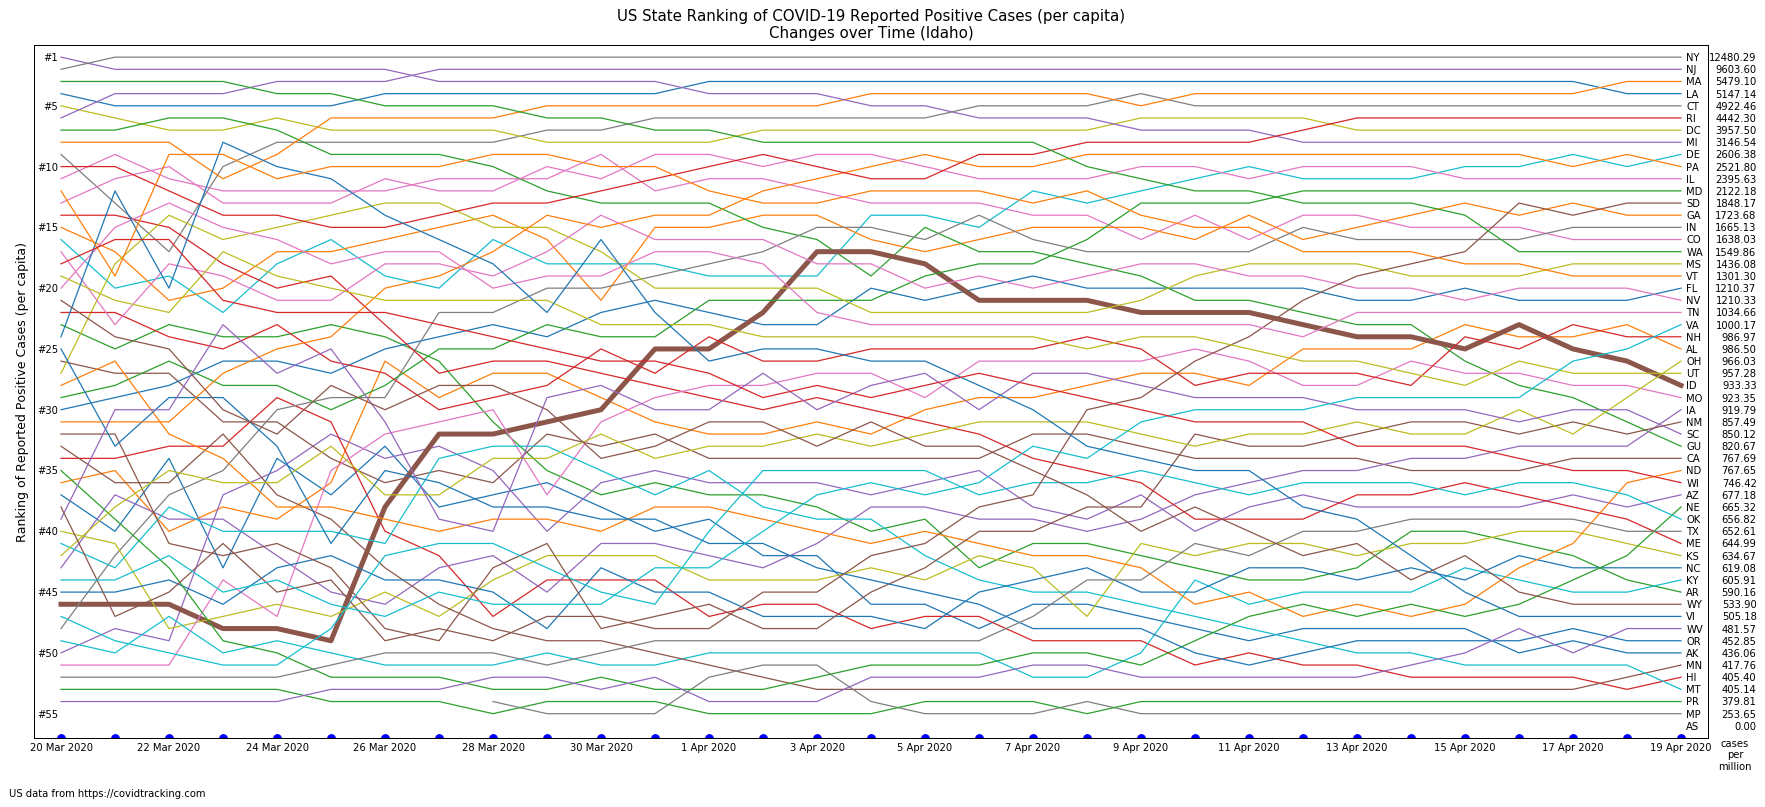 US State Ranking of COVID-19 Reported Positive Cases (per capita)
Changes over Time (Idaho)
Ranking of Reported Positive Cases (per capita)
#1
#5
#10
#15
#20
#25
#30
#35
#40
#45
#50
#55
NY 12480.29
NJ 9603.60
MA 5479.10
LA 5147.14
CT 4922.46
RI 4442.30
DC 3957.50
MI 3146.54
DE 2606.38
PA 2521.80
IL 2395.63
MD 2122.18
SD 1848.17
GA 1723.68
IN 1665.13
CO 1638.03
WA 1549.86
MS 1436.08
VT 1301.30
FL 1210.37
NV 1210.33
TN 1034.66
VA 1000.17
NH 986.97
AL 986.50
OH 966.03
UT 957.28
ID 933.33
MO 923.35
IA 919.79
NM 857.49
SC 850.12
GU 820.67
CA 767.69
ND 767.65
WI 746.42
AZ 677.18
NE 665.32
OK 656.82
TX 652.61
ME 644.99
KS 634.67
NC 619.08
KY 605.91
AR 590.16
WY 533.90
VI 505.18
WV 481.57
OR 452.85
AK 436.06
MN 417.76
HI 405.40
MT 405.14
PR 379.81
MP 253.65
AS 0.00
20 Mar 2020 22 Mar 2020 24 Mar 2020 26 Mar 2020 28 Mar 2020 30 Mar 2020 1 Apr 2020 3 Apr 2020 5 Apr 2020 7 Apr 2020 9 Apr 2020 11 Apr 2020 13 Apr 2020 15 Apr 2020 17 Apr 2020 19 Apr 2020
cases
per
million
US data from https://covidtracking.com